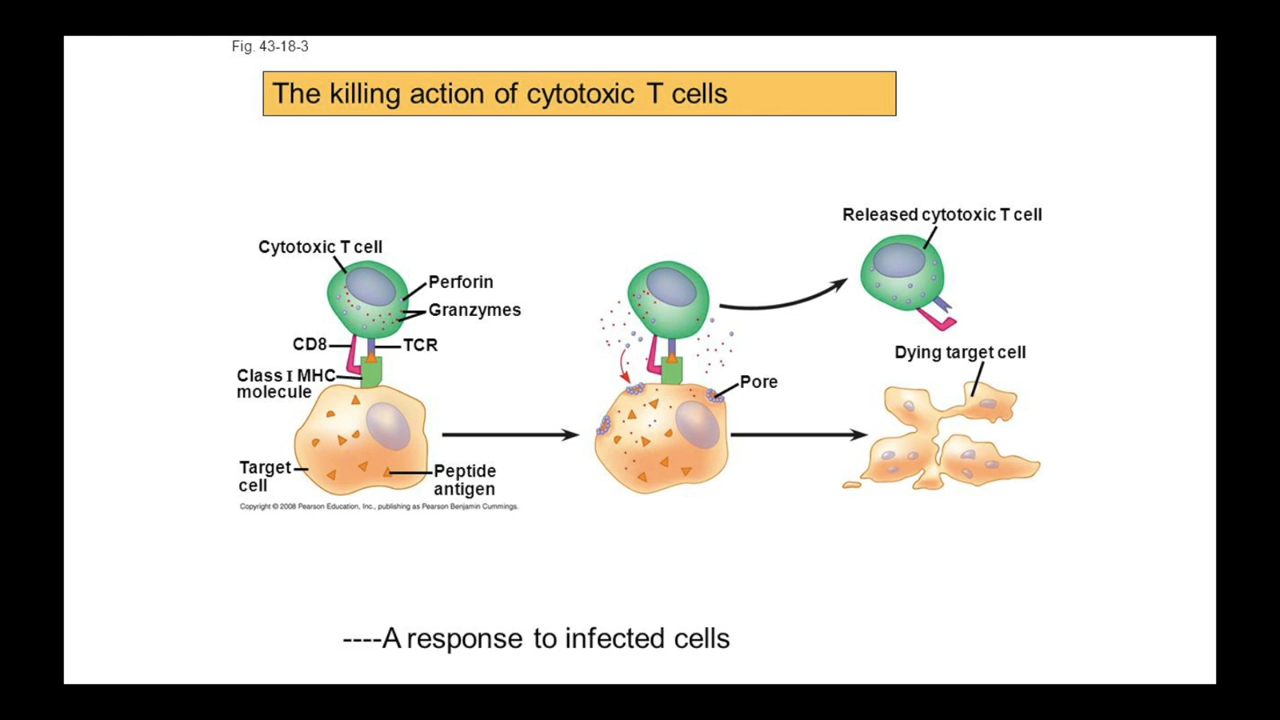 Fig. 43-18-3
The killing action of cytotoxic T cells
Released cytotoxic T cell
Cytotoxic T cell
Perforin
Granzymes
CD8
TCR
Class I MHC
molecule
Dying target cell
Pore
Target
cell
Peptide
antigen
Copyright © 2008 Pearson Education, Inc., publishing as Pearson Benjamin Cummings.
----A response to infected cells